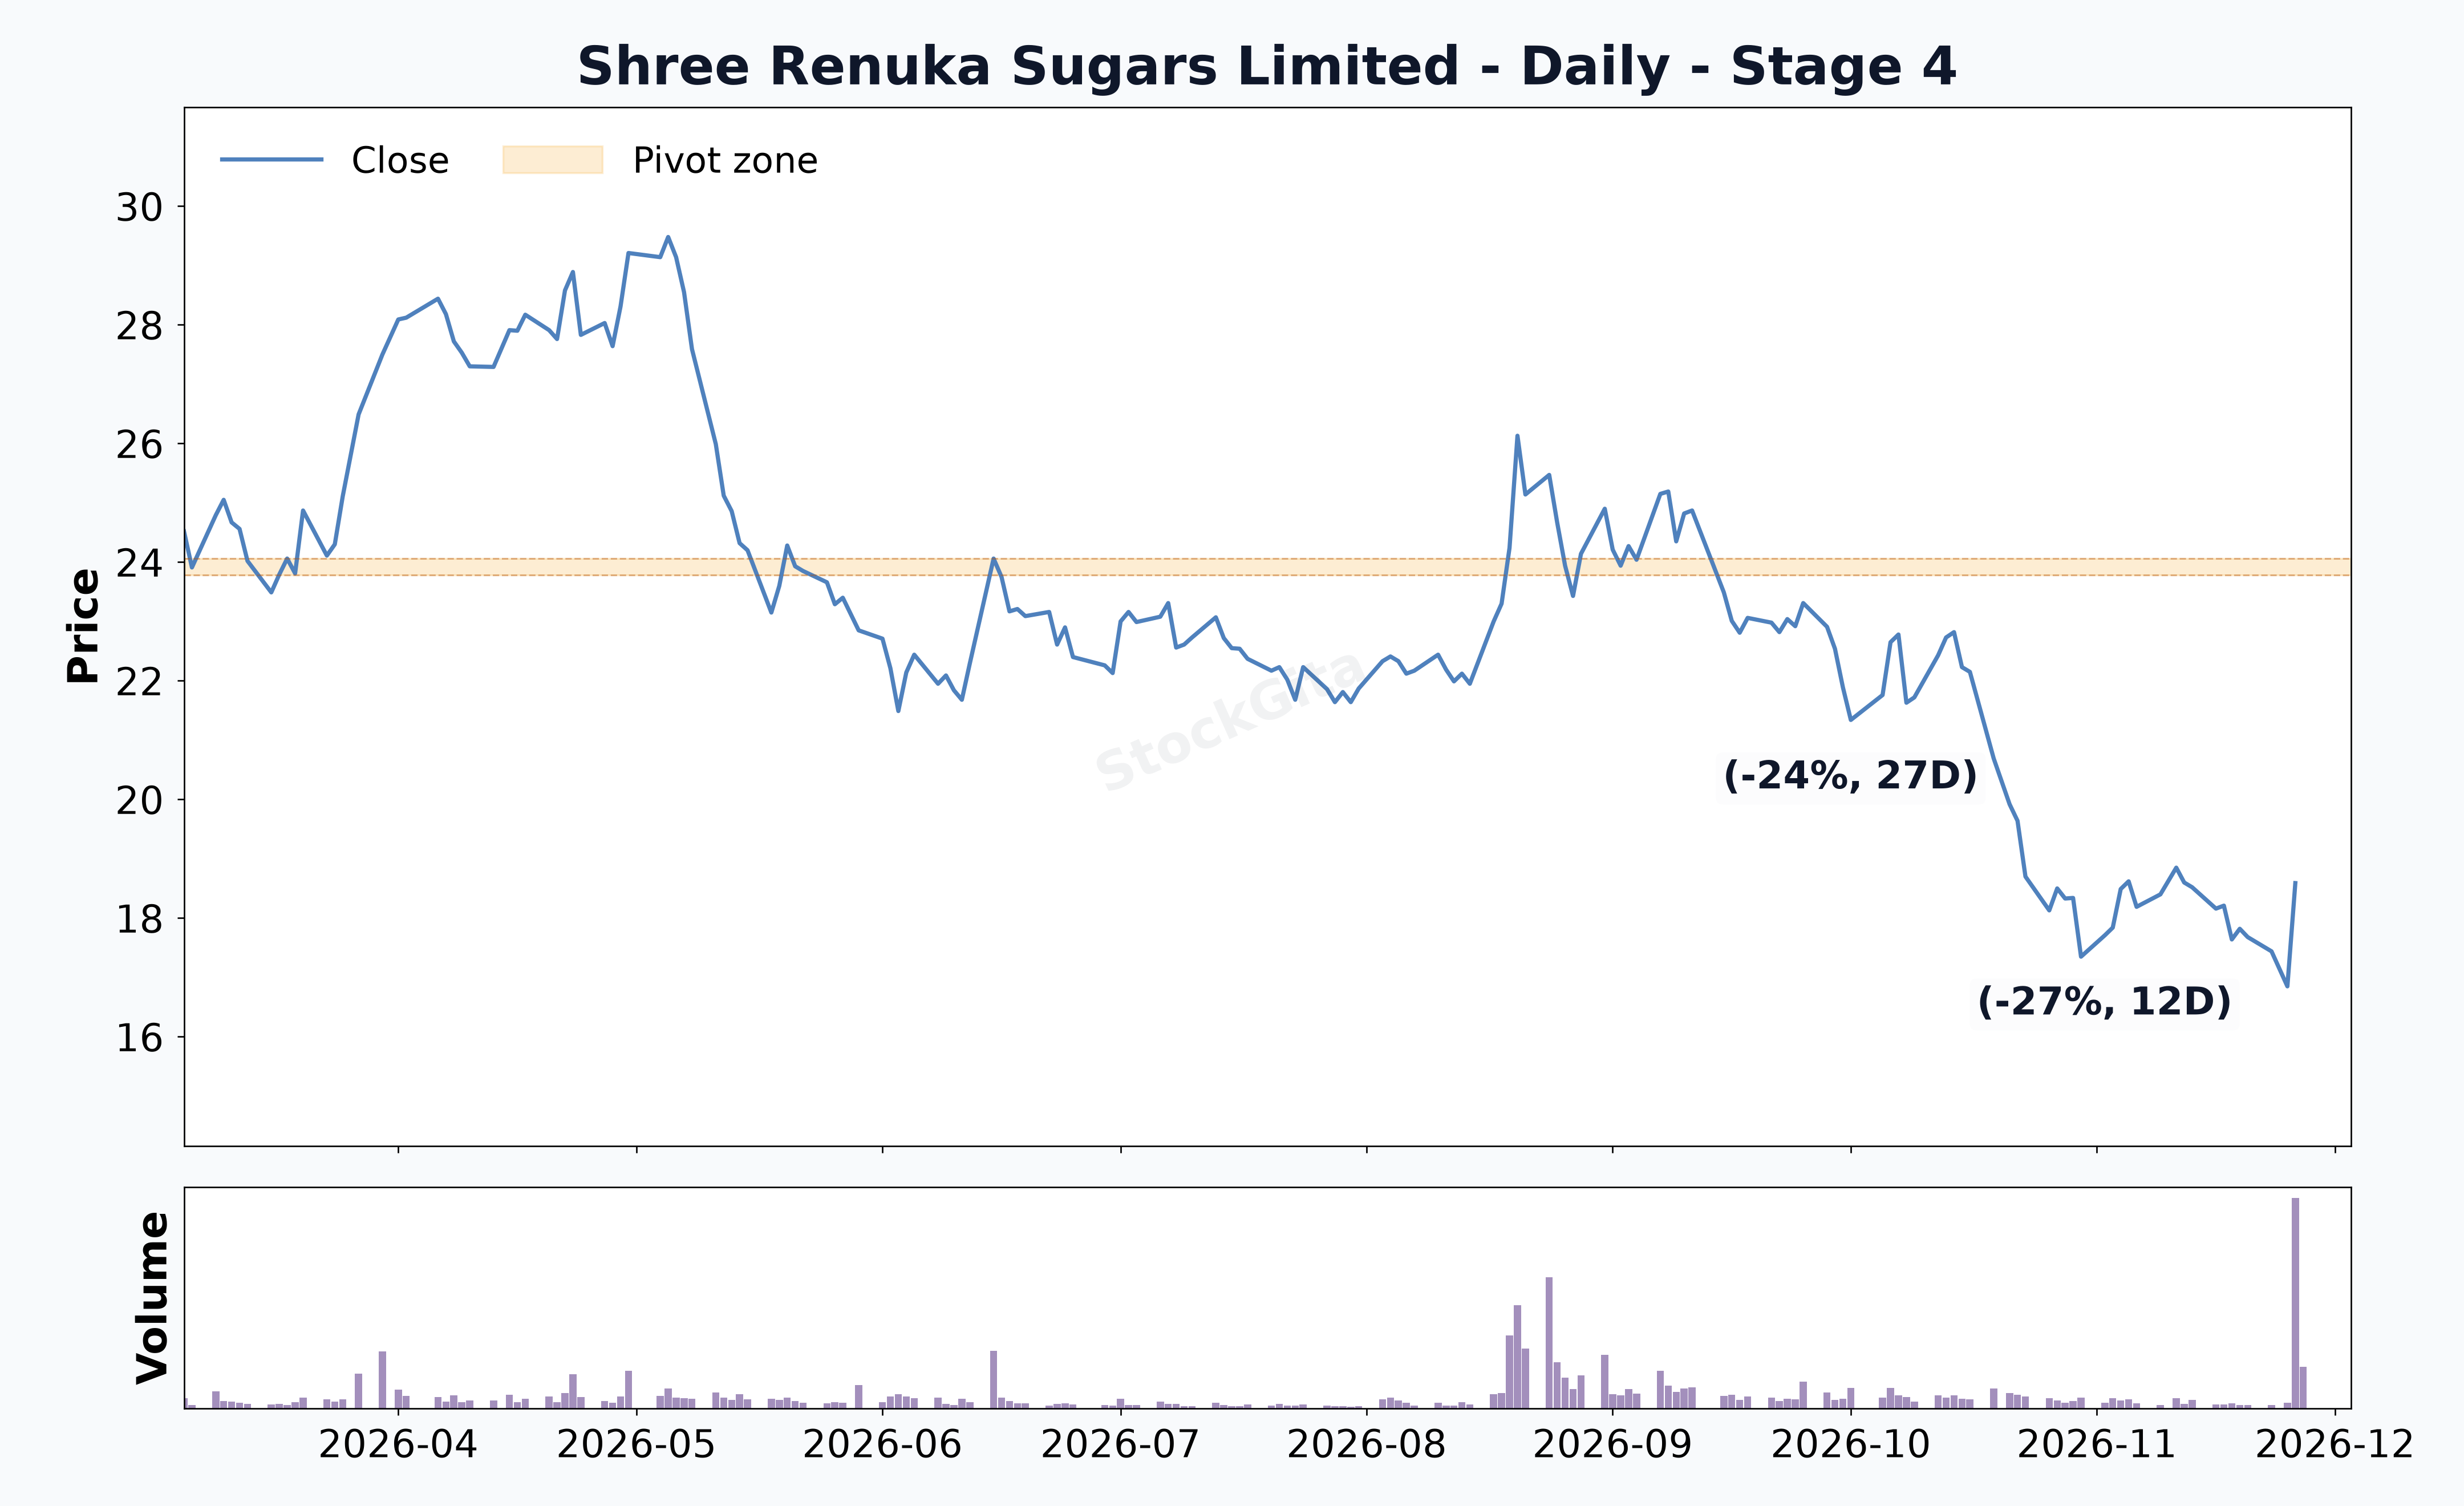 Shree Renuka Sugars Limited - Daily - Stage 4
Close
Pivot zone
Price
30
28
26
24
22
20
18
16
StockGita
(-24%, 27D)
(-27%, 12D)
Volume
2026-04
2026-05
2026-06
2026-07
2026-08
2026-09
2026-10
2026-11
2026-12